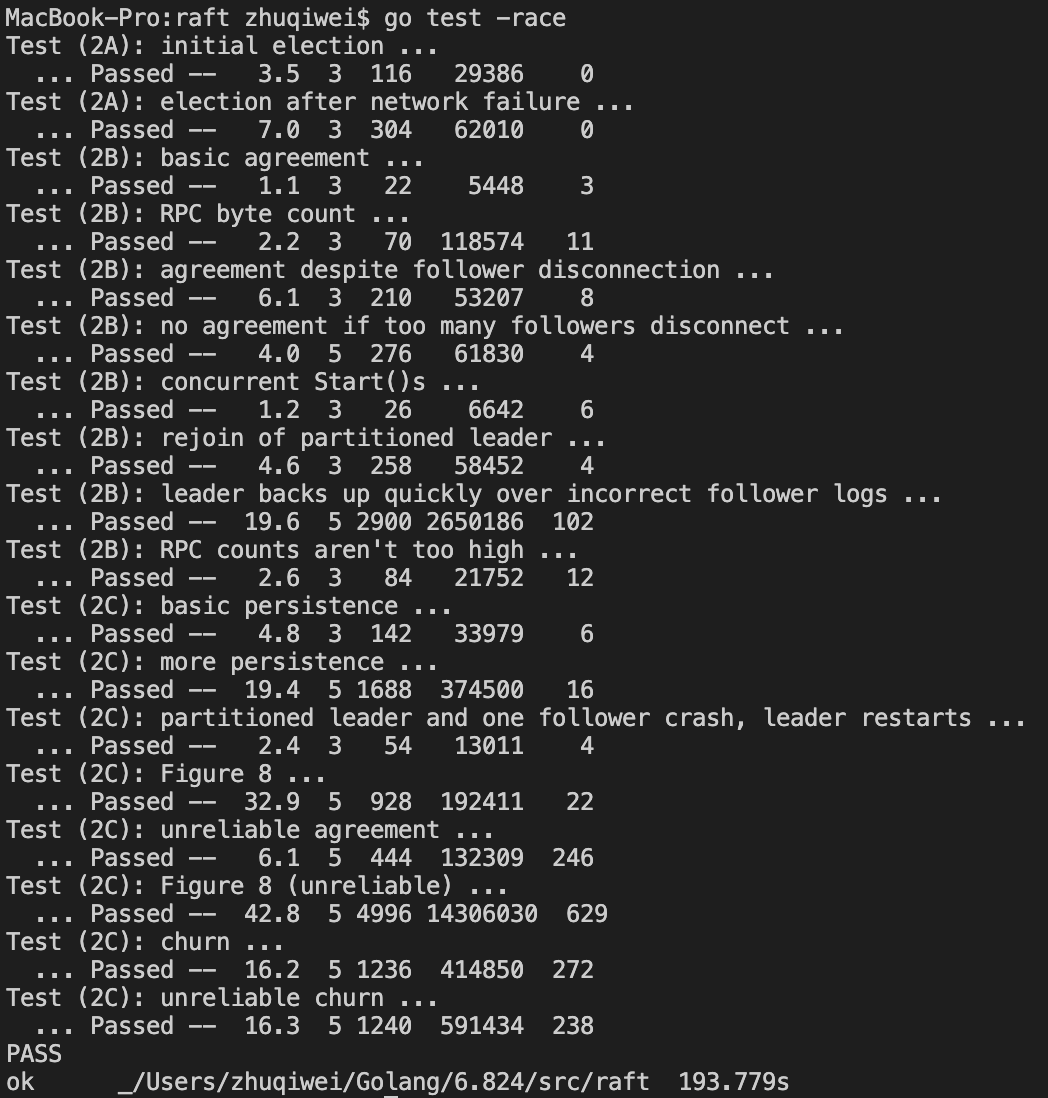 MacBook-Pro:raft zhuqiwei$ go test -race
Test (2A): initial election ...
  ... Passed --   3.5  3  116   29386    0
Test (2A): election after network failure ...
  ... Passed --   7.0  3  304   62010    0
Test (2B): basic agreement ...
  ... Passed --   1.1  3   22    5448    3
Test (2B): RPC byte count ...
  ... Passed --   2.2  3   70  118574   11
Test (2B): agreement despite follower disconnection ...
  ... Passed --   6.1  3  210   53207    8
Test (2B): no agreement if too many followers disconnect ...
  ... Passed --   4.0  5  276   61830    4
Test (2B): concurrent Start()s ...
  ... Passed --   1.2  3   26    6642    6
Test (2B): rejoin of partitioned leader ...
  ... Passed --   4.6  3  258   58452    4
Test (2B): leader backs up quickly over incorrect follower logs ...
  ... Passed --  19.6  5 2900 2650186  102
Test (2B): RPC counts aren't too high ...
  ... Passed --   2.6  3   84   21752   12
Test (2C): basic persistence ...
  ... Passed --   4.8  3  142   33979    6
Test (2C): more persistence ...
  ... Passed --  19.4  5 1688  374500   16
Test (2C): partitioned leader and one follower crash, leader restarts ...
  ... Passed --   2.4  3   54   13011    4
Test (2C): Figure 8 ...
  ... Passed --  32.9  5  928  192411   22
Test (2C): unreliable agreement ...
  ... Passed --   6.1  5  444  132309  246
Test (2C): Figure 8 (unreliable) ...
  ... Passed --  42.8  5 4996 14306030  629
Test (2C): churn ...
  ... Passed --  16.2  5 1236  414850  272
Test (2C): unreliable churn ...
  ... Passed --  16.3  5 1240  591434  238
PASS
ok      _/Users/zhuqiwei/Golang/6.824/src/raft  193.779s